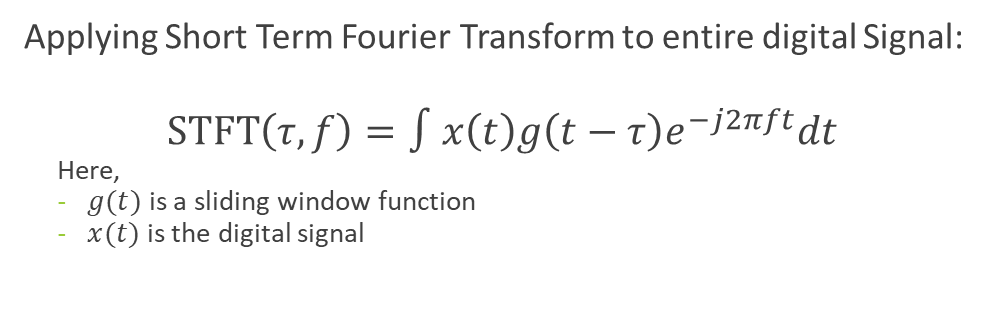 Applying Short Term Fourier Transform to entire digital Signal:
STFT(τ, f) = ∫ x(t)g(t − τ)e^{−j2πft}dt
Here,
- g(t) is a sliding window function
- x(t) is the digital signal